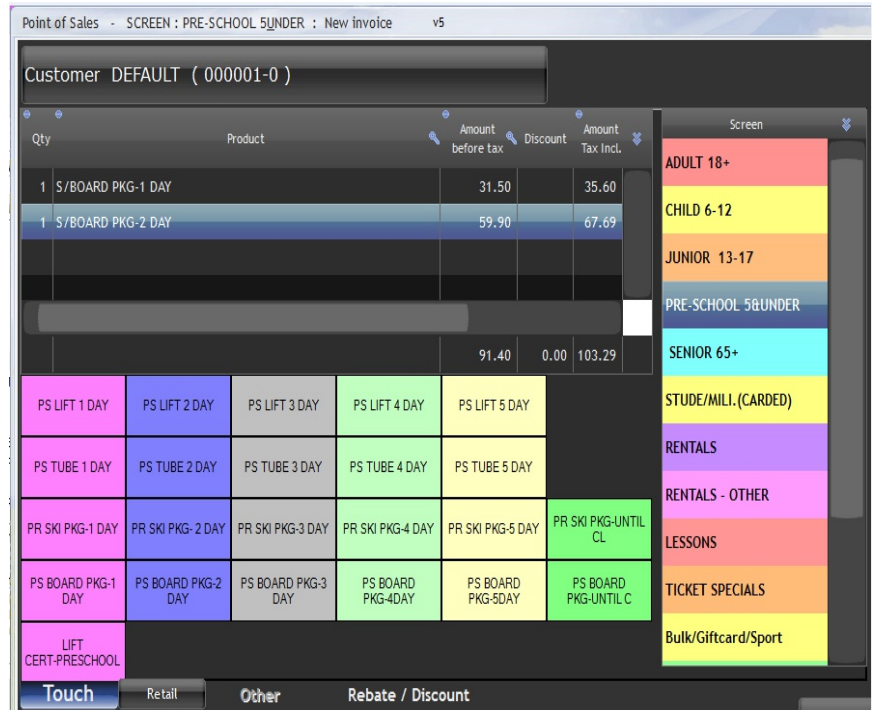 Point of Sales - SCREEN : PRE-SCHOOL 5UNDER : New invoice v5
Customer DEFAULT ( 000001-0 )
Qty Product Amount before tax Discount Amount Tax Incl.
1 S/BOARD PKG-1 DAY 31.50 35.60
1 S/BOARD PKG-2 DAY 59.90 67.69
91.40 0.00 103.29
Screen
ADULT 18+
CHILD 6-12
JUNIOR 13-17
PRE-SCHOOL 5&UNDER
SENIOR 65+
STUDE/MILI.(CARDED)
RENTALS
RENTALS - OTHER
LESSONS
TICKET SPECIALS
Bulk/Giftcard/Sport
PS LIFT 1 DAY PS LIFT 2 DAY PS LIFT 3 DAY PS LIFT 4 DAY PS LIFT 5 DAY
PS TUBE 1 DAY PS TUBE 2 DAY PS TUBE 3 DAY PS TUBE 4 DAY PS TUBE 5 DAY
PR SKI PKG-1 DAY PR SKI PKG- 2 DAY PR SKI PKG-3 DAY PR SKI PKG-4 DAY PR SKI PKG-5 DAY PR SKI PKG-UNTIL CL
PS BOARD PKG-1 DAY PS BOARD PKG-2 DAY PS BOARD PKG-3 DAY PS BOARD PKG-4DAY PS BOARD PKG-5DAY PS BOARD PKG-UNTIL C
LIFT CERT-PRESCHOOL
Touch Retail Other Rebate / Discount